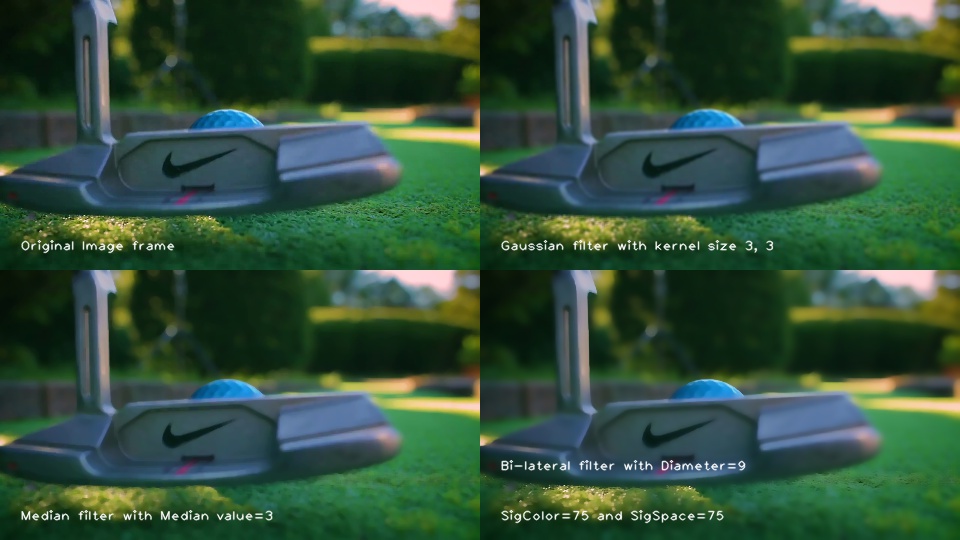 Original Image frame
Gaussian filter with kernel size 3, 3
Median filter with Median value=3
Bi-lateral filter with Diameter=9
SigColor=75 and SigSpace=75